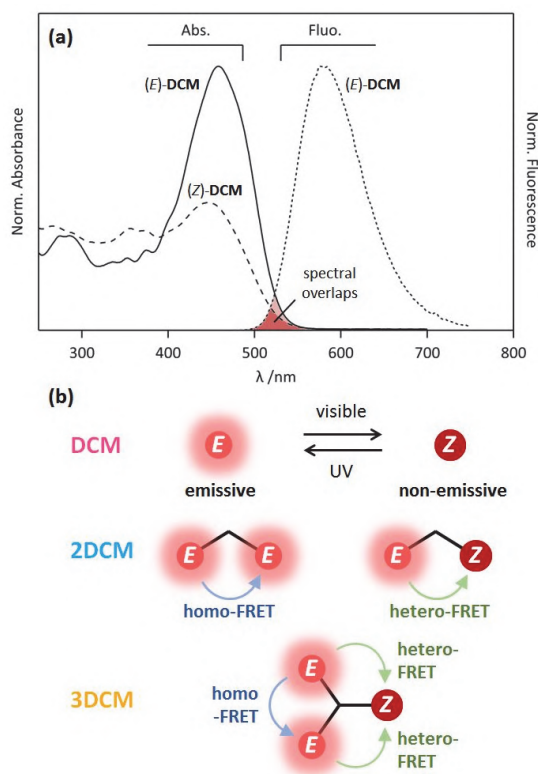 (a)
Abs.
Fluo.
(E)-DCM
(E)-DCM
(Z)-DCM
spectral
overlaps
Norm. Absorbance
Norm. Fluorescence
300
400
500
600
700
800
λ /nm
(b)
DCM
E
visible
UV
Z
emissive
non-emissive
2DCM
E
E
E
Z
homo-FRET
hetero-FRET
3DCM
E
hetero-
FRET
homo
-FRET
Z
E
hetero-
FRET